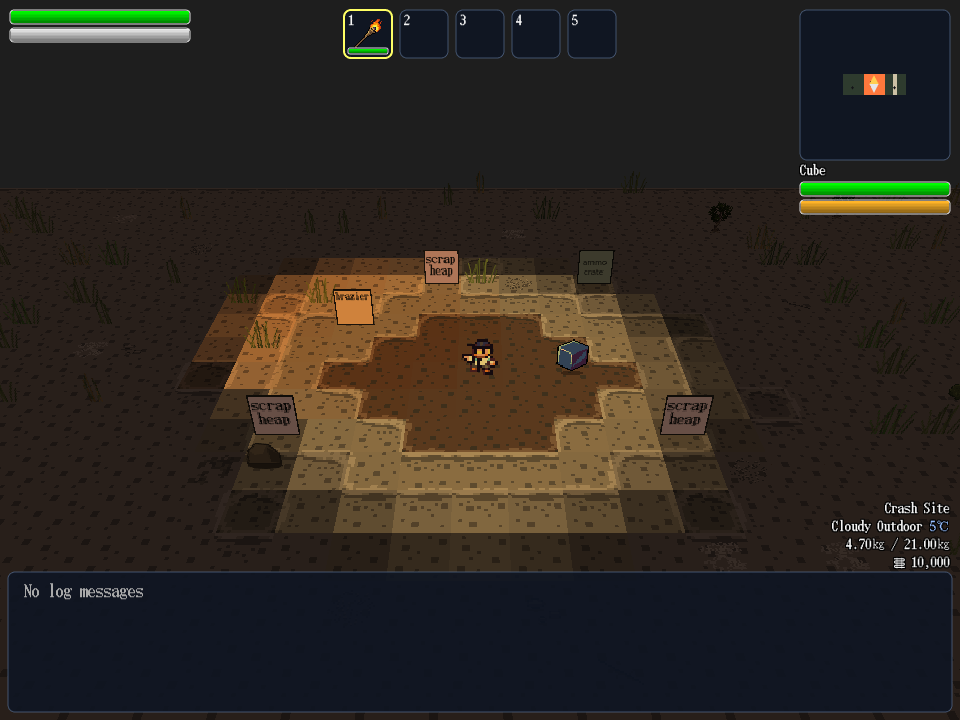 1
2
3
4
5
Cube
scrap
heap
ammo
crate
brazier
scrap
heap
scrap
heap
Crash Site
Cloudy Outdoor 5℃
4.70kg / 21.00kg
10,000
No log messages